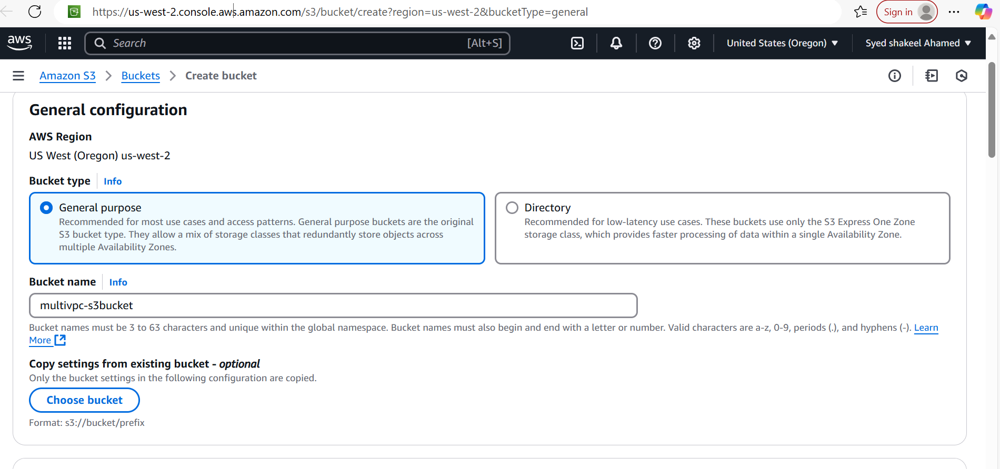 https://us-west-2.console.aws.amazon.com/s3/bucket/create?region=us-west-2&bucketType=general
Sign in
aws
Search
[Alt+S]
United States (Oregon)
Syed shakeel Ahamed
Amazon S3 > Buckets > Create bucket
General configuration
AWS Region
US West (Oregon) us-west-2
Bucket type
Info
General purpose
Recommended for most use cases and access patterns. General purpose buckets are the original
S3 bucket type. They allow a mix of storage classes that redundantly store objects across
multiple Availability Zones.
Directory
Recommended for low-latency use cases. These buckets use only the S3 Express One Zone
storage class, which provides faster processing of data within a single Availability Zone.
Bucket name
Info
multivpc-s3bucket
Bucket names must be 3 to 63 characters and unique within the global namespace. Bucket names must also begin and end with a letter or number. Valid characters are a-z, 0-9, periods (.), and hyphens (-). Learn
More
Copy settings from existing bucket - optional
Only the bucket settings in the following configuration are copied.
Choose bucket
Format: s3://bucket/prefix